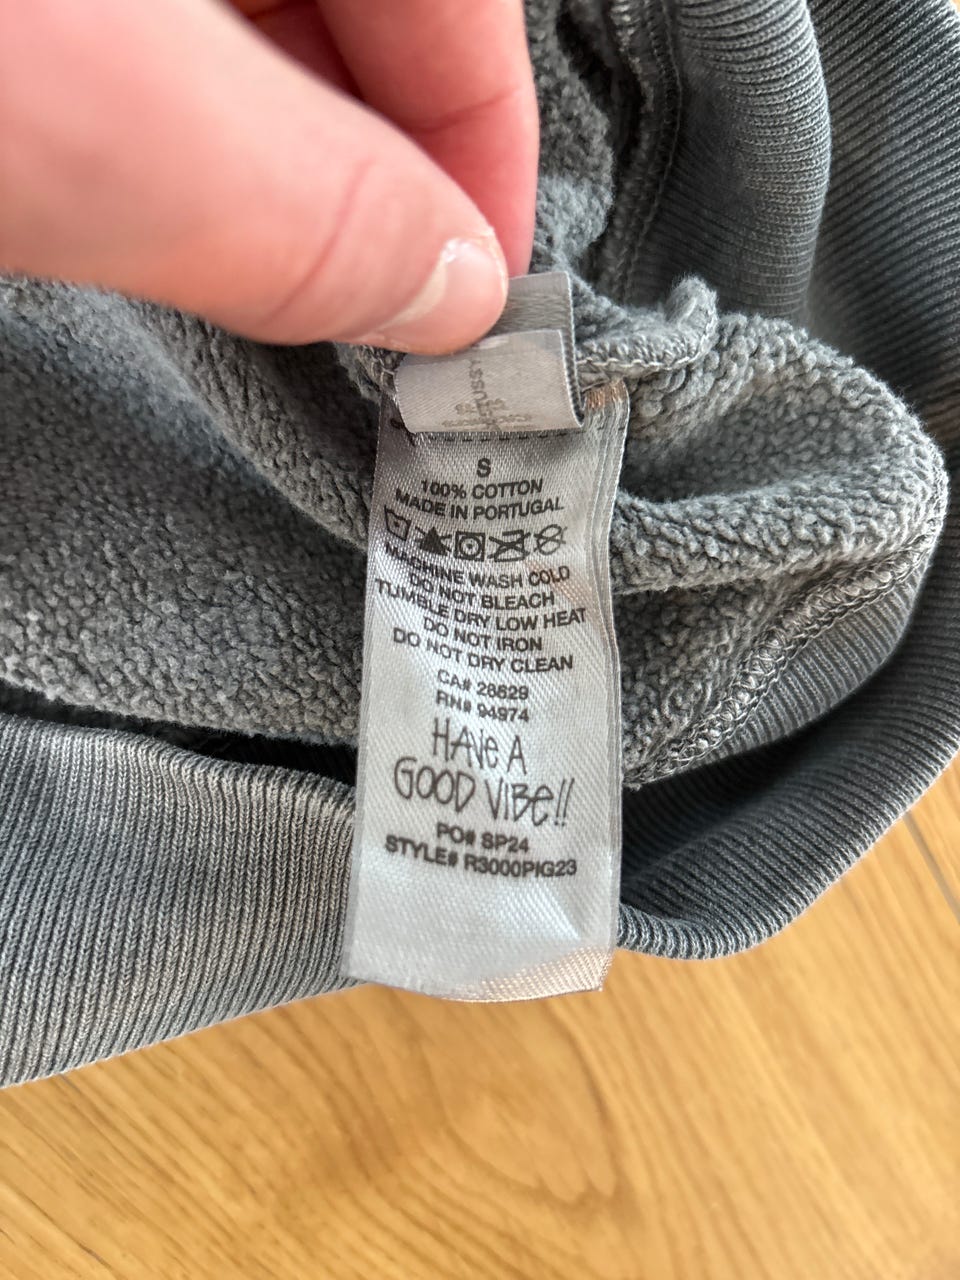 STUSSY
S
100% COTTON
MADE IN PORTUGAL
MACHINE WASH COLD
DO NOT BLEACH
TUMBLE DRY LOW HEAT
DO NOT IRON
DO NOT DRY CLEAN
CA# 28629
RN# 94974
HAVE A
GOOD VIBE!!
PO# SP24
STYLE# R3000PIG23